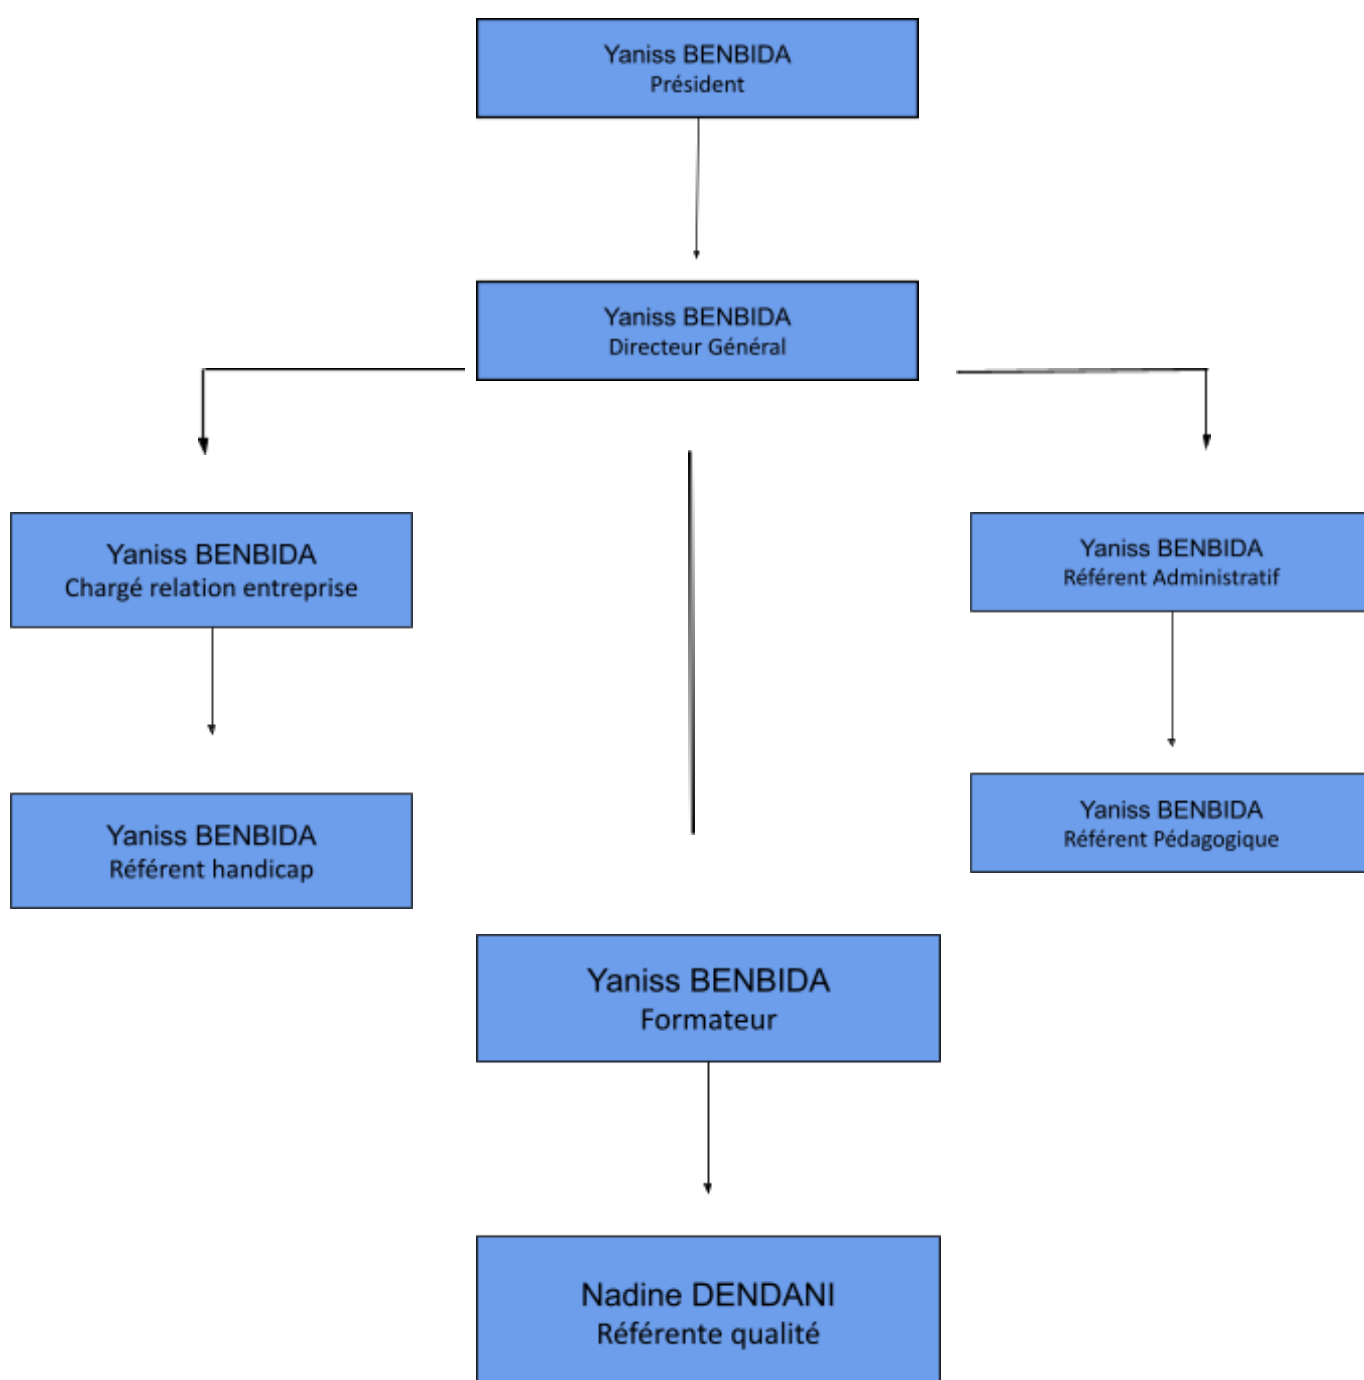 Yaniss BENBIDA
Président
Yaniss BENBIDA
Directeur Général
Yaniss BENBIDA
Chargé relation entreprise
Yaniss BENBIDA
Référent Administratif
Yaniss BENBIDA
Référent handicap
Yaniss BENBIDA
Référent Pédagogique
Yaniss BENBIDA
Formateur
Nadine DENDANI
Référente qualité